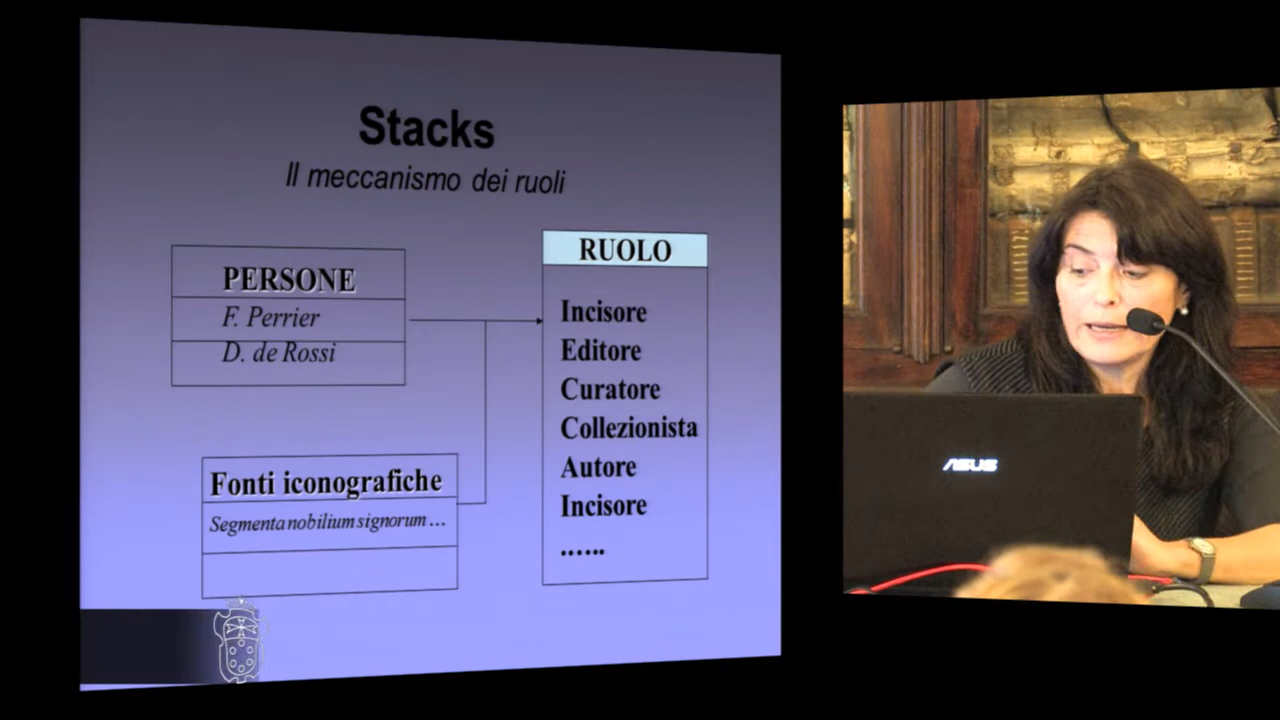 Stacks
Il meccanismo dei ruoli
PERSONE
F. Perrier
D. de Rossi
Fonti iconografiche
Segmenta nobilium signorum ...
RUOLO
Incisore
Editore
Curatore
Collezionista
Autore
Incisore
......
ASUS